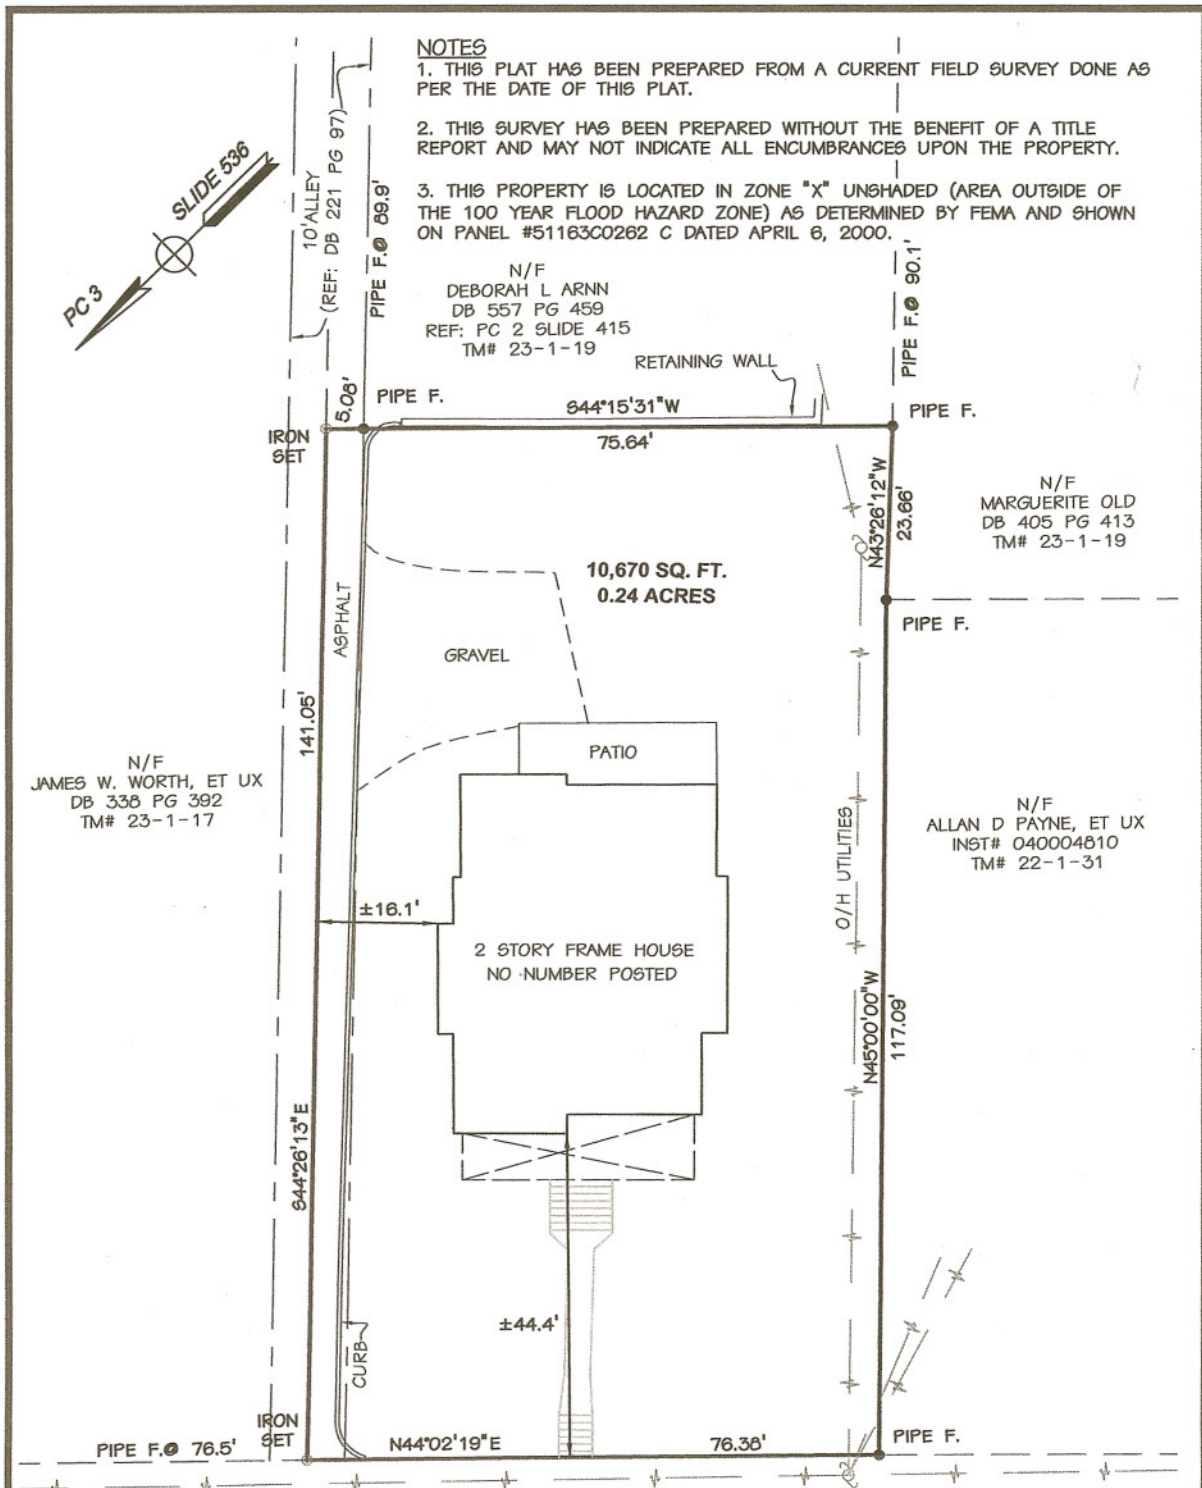 NOTES
1. THIS PLAT HAS BEEN PREPARED FROM A CURRENT FIELD SURVEY DONE AS
PER THE DATE OF THIS PLAT.
2. THIS SURVEY HAS BEEN PREPARED WITHOUT THE BENEFIT OF A TITLE
REPORT AND MAY NOT INDICATE ALL ENCUMBRANCES UPON THE PROPERTY.
3. THIS PROPERTY IS LOCATED IN ZONE "X" UNSHADED (AREA OUTSIDE OF
THE 100 YEAR FLOOD HAZARD ZONE) AS DETERMINED BY FEMA AND SHOWN
ON PANEL #51163C0262 C DATED APRIL 6, 2000.
SLIDE 536
PC 3
10'ALLEY
(REF: DB 221 PG 97)
PIPE F.@ 89.9'
PIPE F.@ 90.1'
N/F
DEBORAH L ARNN
DB 557 PG 459
REF: PC 2 SLIDE 415
TM# 23-1-19
RETAINING WALL
5.08'
PIPE F.
S44°15'31"W
PIPE F.
IRON
SET
75.64'
N43°26'12"W
23.66'
N/F
MARGUERITE OLD
DB 405 PG 413
TM# 23-1-19
10,670 SQ. FT.
0.24 ACRES
ASPHALT
PIPE F.
GRAVEL
141.05'
PATIO
N/F
JAMES W. WORTH, ET UX
DB 338 PG 392
TM# 23-1-17
N/F
ALLAN D PAYNE, ET UX
INST# 040004810
TM# 22-1-31
O/H UTILITIES
±16.1'
2 STORY FRAME HOUSE
NO NUMBER POSTED
N45°00'00"W
117.09'
S44°26'13"E
±44.4'
CURB
IRON
SET
PIPE F.@ 76.5'
N44°02'19"E
76.38'
PIPE F.